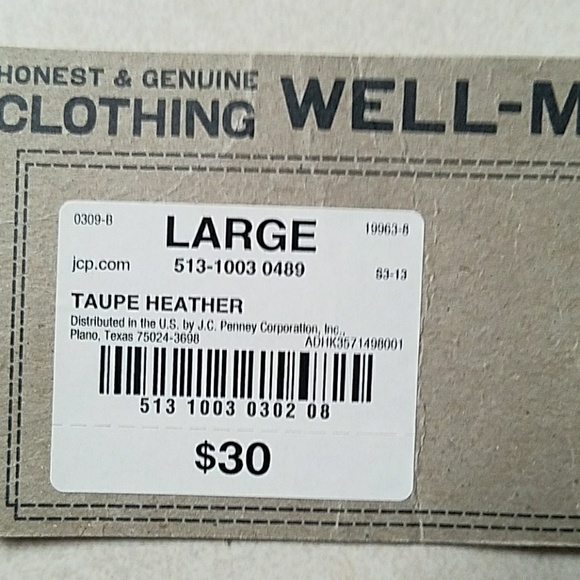 HONEST & GENUINE
CLOTHING
WELL-M
0309-B
LARGE
19963-8
jcp.com
513-1003 0489
S3-13
TAUPE HEATHER
Distributed in the U.S. by J.C. Penney Corporation, Inc.,
Plano, Texas 75024-3698
ADHK3571498001
513 1003 0302 08
$30